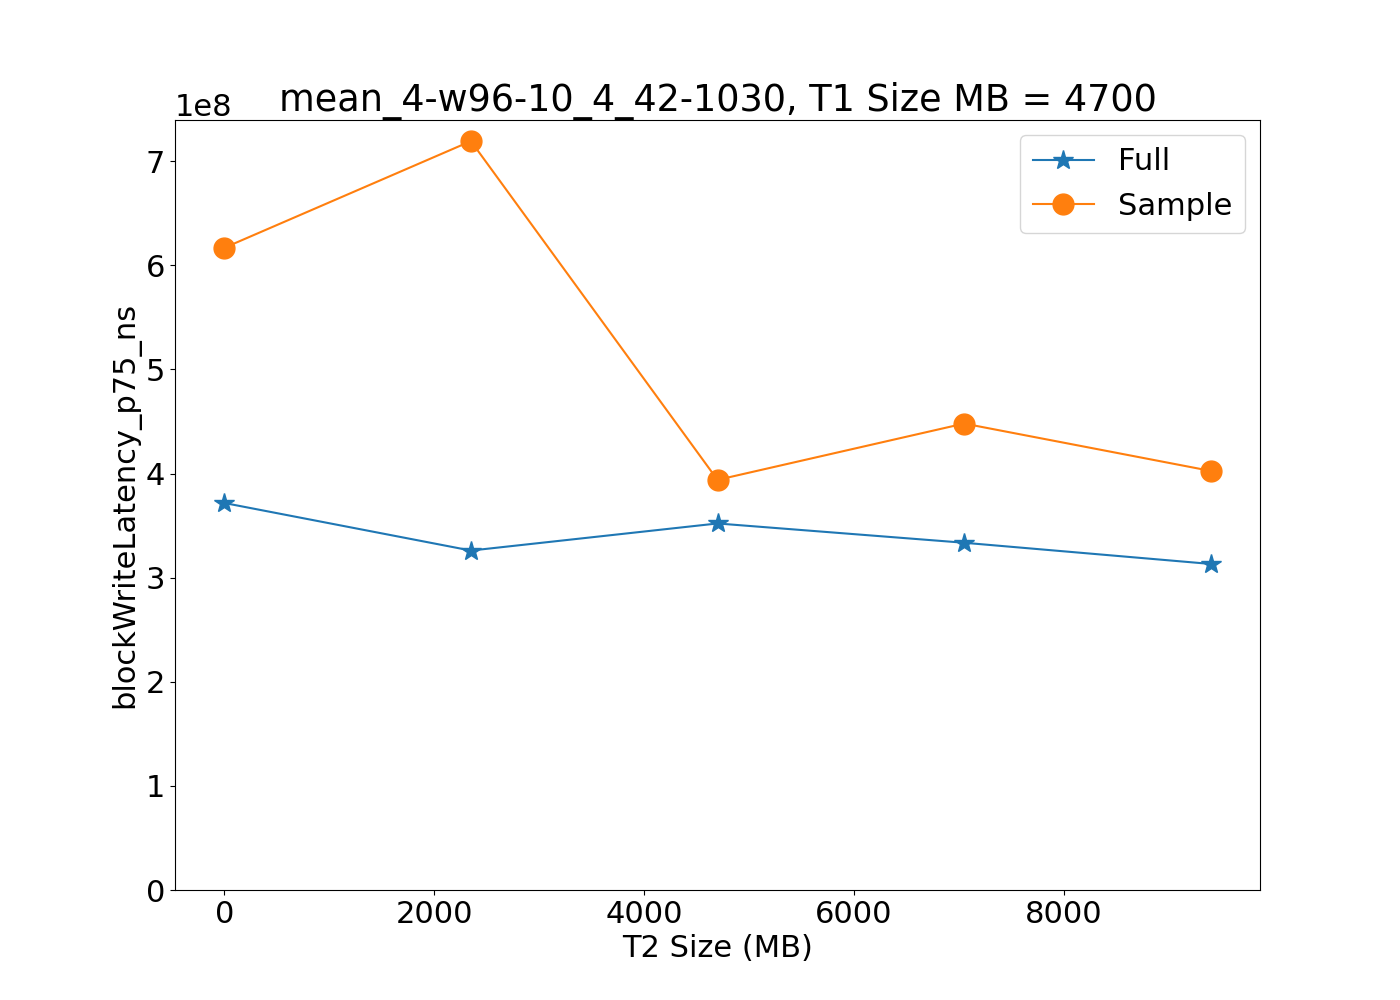 mean_4-w96-10_4_42-1030, T1 Size MB = 4700
1e8
Full
Sample
7
6
5
4
3
2
1
0
blockWriteLatency_p75_ns
0 2000 4000 6000 8000
T2 Size (MB)